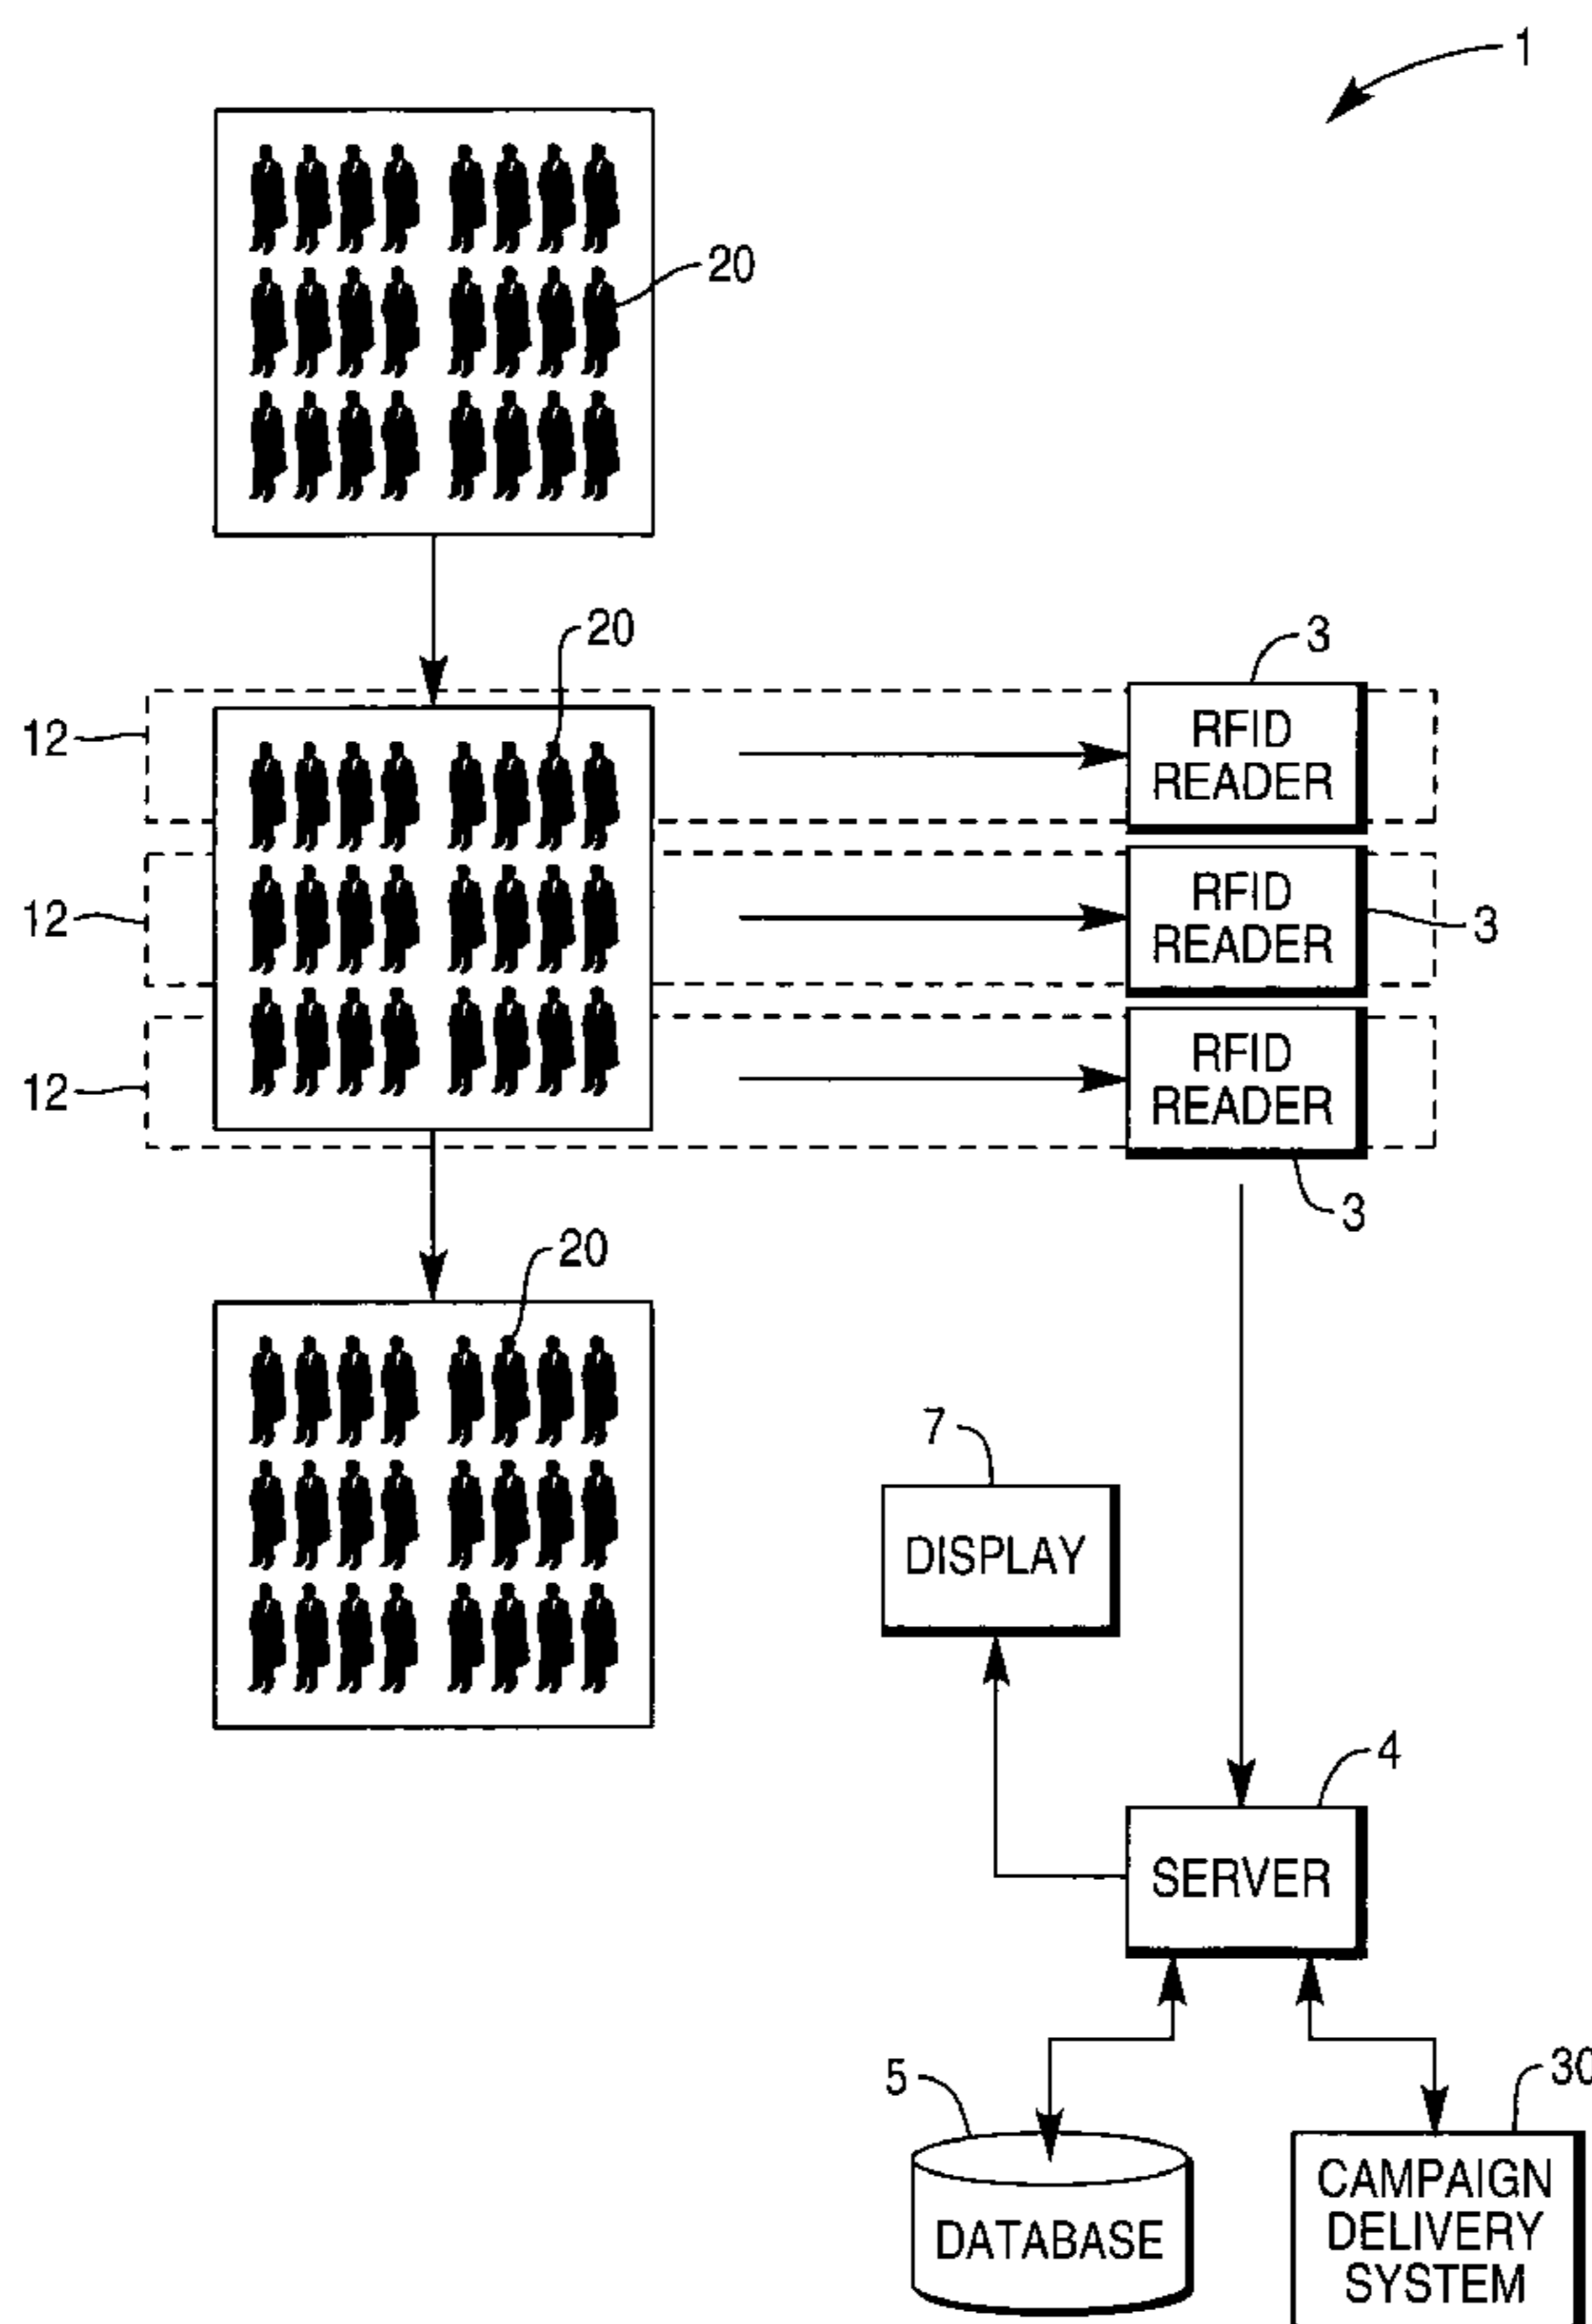 1
20
20
3
12
RFID
READER
12
RFID
READER
3
12
RFID
READER
3
20
7
DISPLAY
4
SERVER
5
30
DATABASE
CAMPAIGN
DELIVERY
SYSTEM